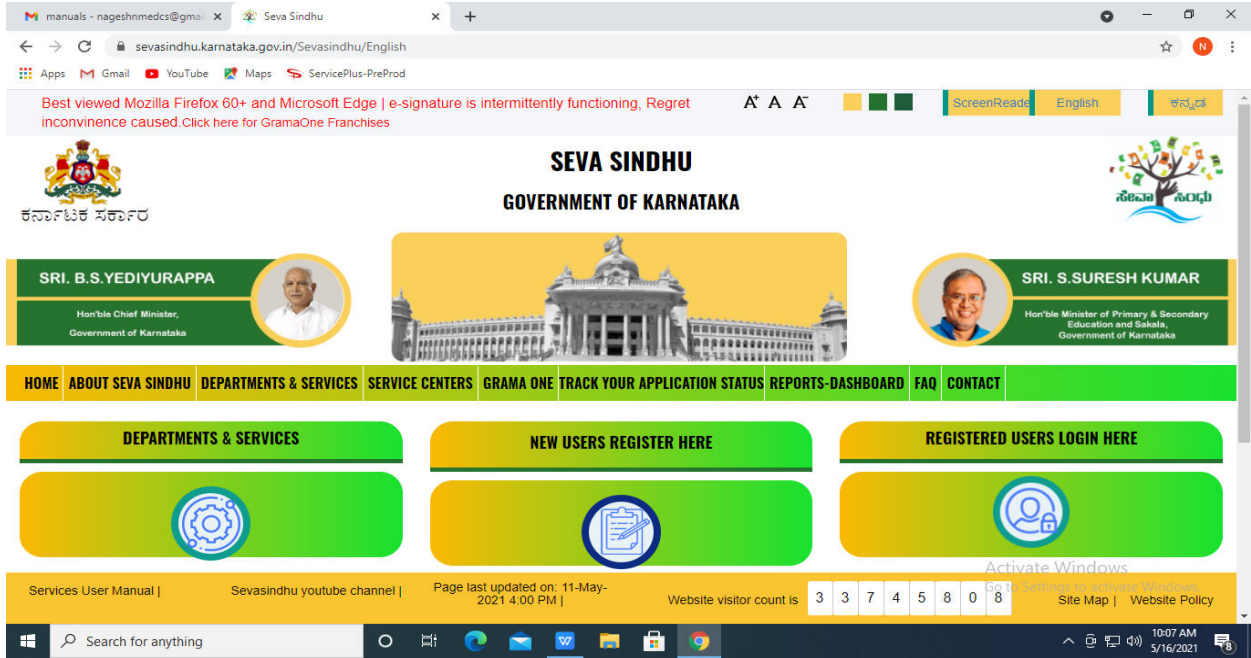 manuals - nageshnmedcs@gmai
Seva Sindhu
sevasindhu.karnataka.gov.in/Sevasindhu/English
N
Apps
Gmail
YouTube
Maps
ServicePlus-PreProd
Best viewed Mozilla Firefox 60+ and Microsoft Edge | e-signature is intermittently functioning, Regret
inconvinence caused.Click here for GramaOne Franchises
A+ A A-
ScreenReade
English
ಕನ್ನಡ
ಕರ್ನಾಟಕ ಸರ್ಕಾರ
SEVA SINDHU
GOVERNMENT OF KARNATAKA
ಸೇವಾ ಸಿಂಧು
SRI. B.S.YEDIYURAPPA
Hon'ble Chief Minister,
Government of Karnataka
SRI. S.SURESH KUMAR
Hon'ble Minister of Primary & Secondary
Education and Sakala,
Government of Karnataka
HOME ABOUT SEVA SINDHU DEPARTMENTS & SERVICES SERVICE CENTERS GRAMA ONE TRACK YOUR APPLICATION STATUS REPORTS-DASHBOARD FAQ CONTACT
DEPARTMENTS & SERVICES
NEW USERS REGISTER HERE
REGISTERED USERS LOGIN HERE
Activate Windows
Go to Settings to activate Windows.
Services User Manual |
Sevasindhu youtube channel |
Page last updated on: 11-May-
2021 4:00 PM |
Website visitor count is 3 3 7 4 5 8 0 8
Site Map | Website Policy
Search for anything
10:07 AM
5/16/2021
8